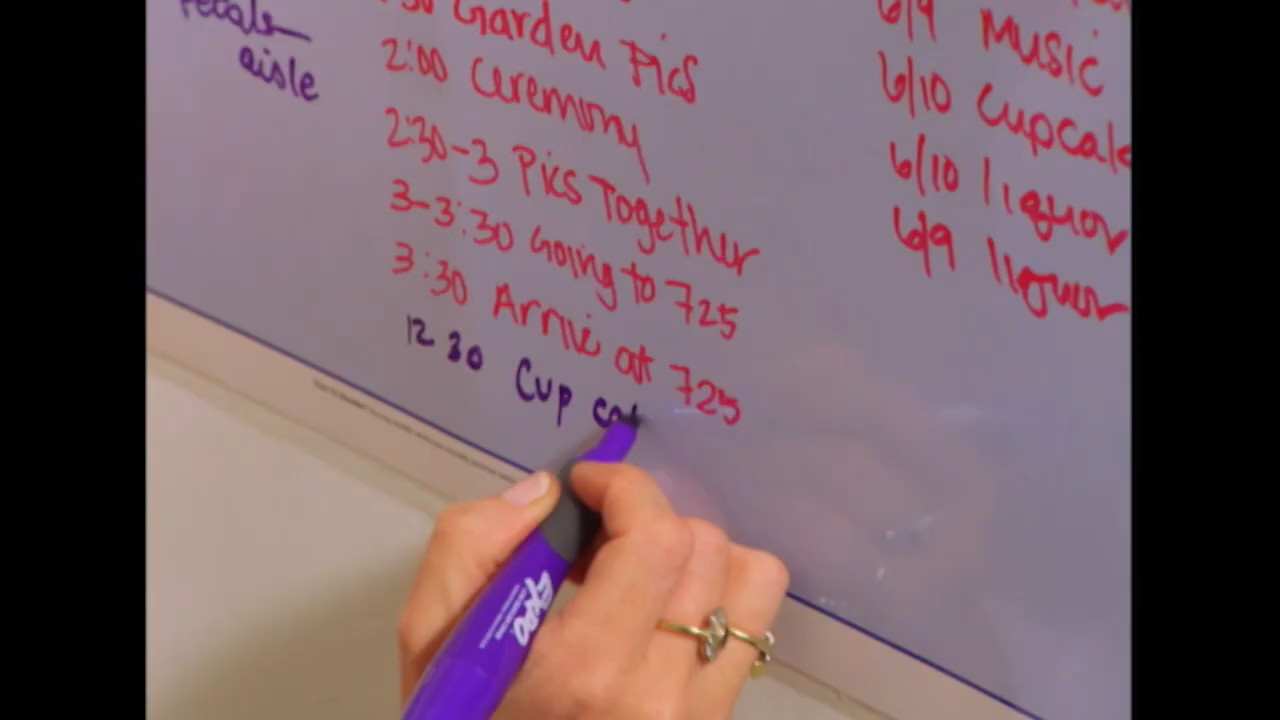 aisle
Garden Pics
2:00 Ceremony
2:30-3 Pics Together
3-3:30 Going to 725
3:30 Arrive at 725
12 30 Cup
6/9 Music
6/10 Cupcake
6/10 liquor
6/9 liquor
EXPO